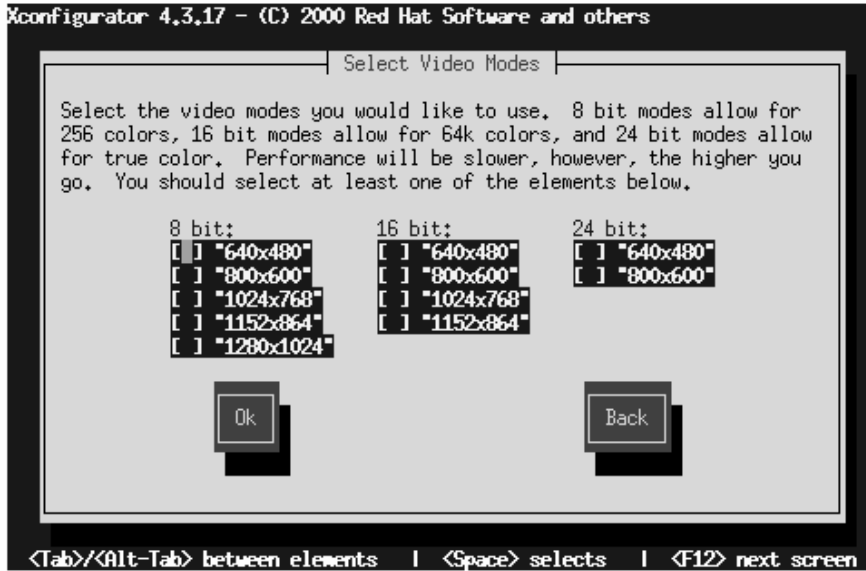 Xconfigurator 4.3.17 - (C) 2000 Red Hat Software and others
Select Video Modes
Select the video modes you would like to use.  8 bit modes allow for
256 colors, 16 bit modes allow for 64k colors, and 24 bit modes allow
for true color.  Performance will be slower, however, the higher you
go.  You should select at least one of the elements below.
8 bit: 16 bit: 24 bit:
[ ] "640x480" [ ] "640x480" [ ] "640x480"
[ ] "800x600" [ ] "800x600" [ ] "800x600"
[ ] "1024x768" [ ] "1024x768"
[ ] "1152x864" [ ] "1152x864"
[ ] "1280x1024"
Ok Back
<Tab>/<Alt-Tab> between elements | <Space> selects | <F12> next screen